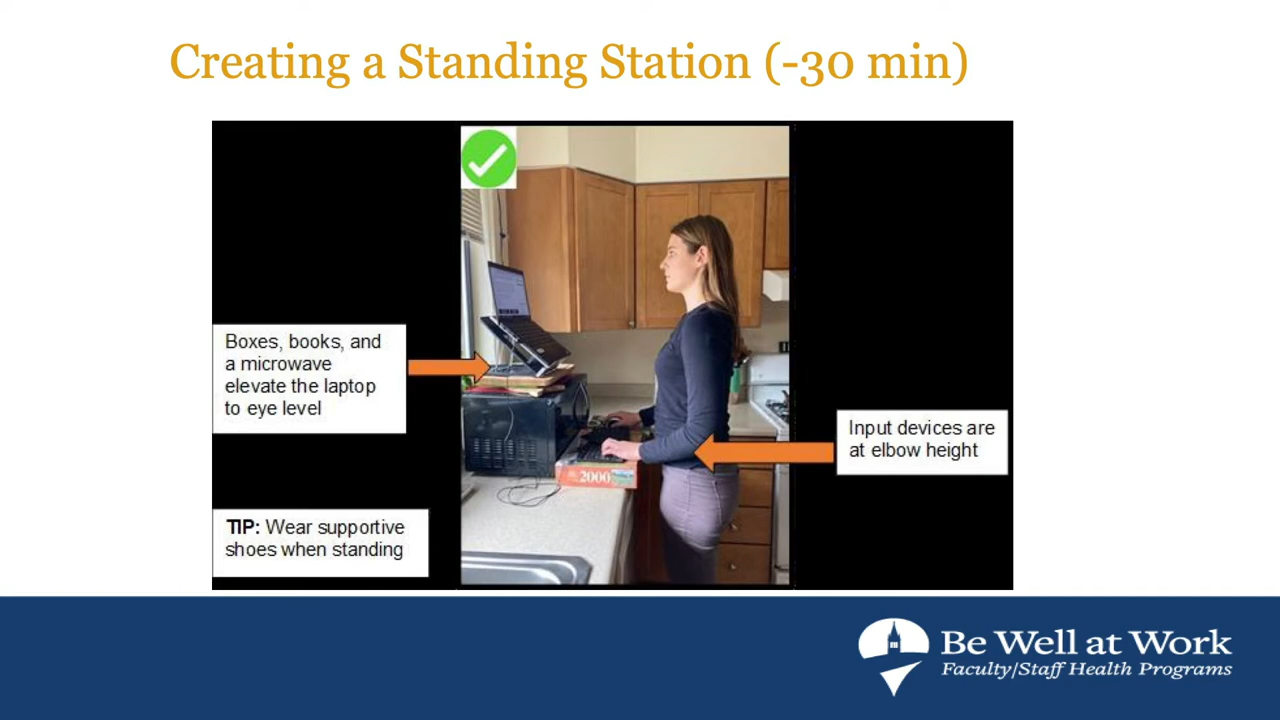 Creating a Standing Station (-30 min)
Boxes, books, and
a microwave
elevate the laptop
to eye level
Input devices are
at elbow height
2000
TIP: Wear supportive
shoes when standing
Be Well at Work
Faculty/Staff Health Programs